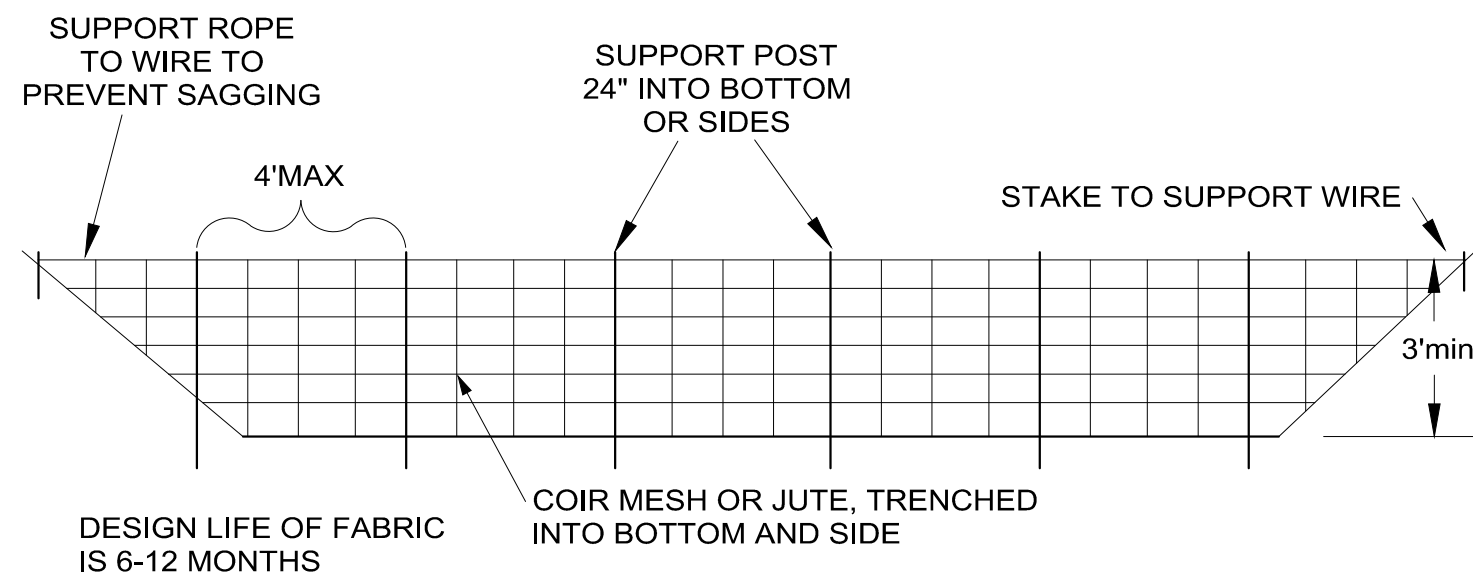 SUPPORT ROPE
TO WIRE TO
PREVENT SAGGING
SUPPORT POST
24" INTO BOTTOM
OR SIDES
4'MAX
STAKE TO SUPPORT WIRE
3'min
COIR MESH OR JUTE, TRENCHED
INTO BOTTOM AND SIDE
DESIGN LIFE OF FABRIC
IS 6-12 MONTHS